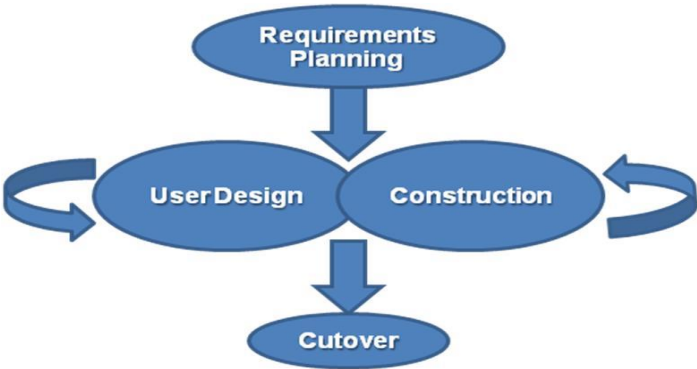 Requirements
Planning
User Design
Construction
Cutover